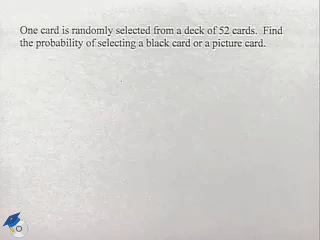 One card is randomly selected from a deck of 52 cards. Find
the probability of selecting a black card or a picture card.